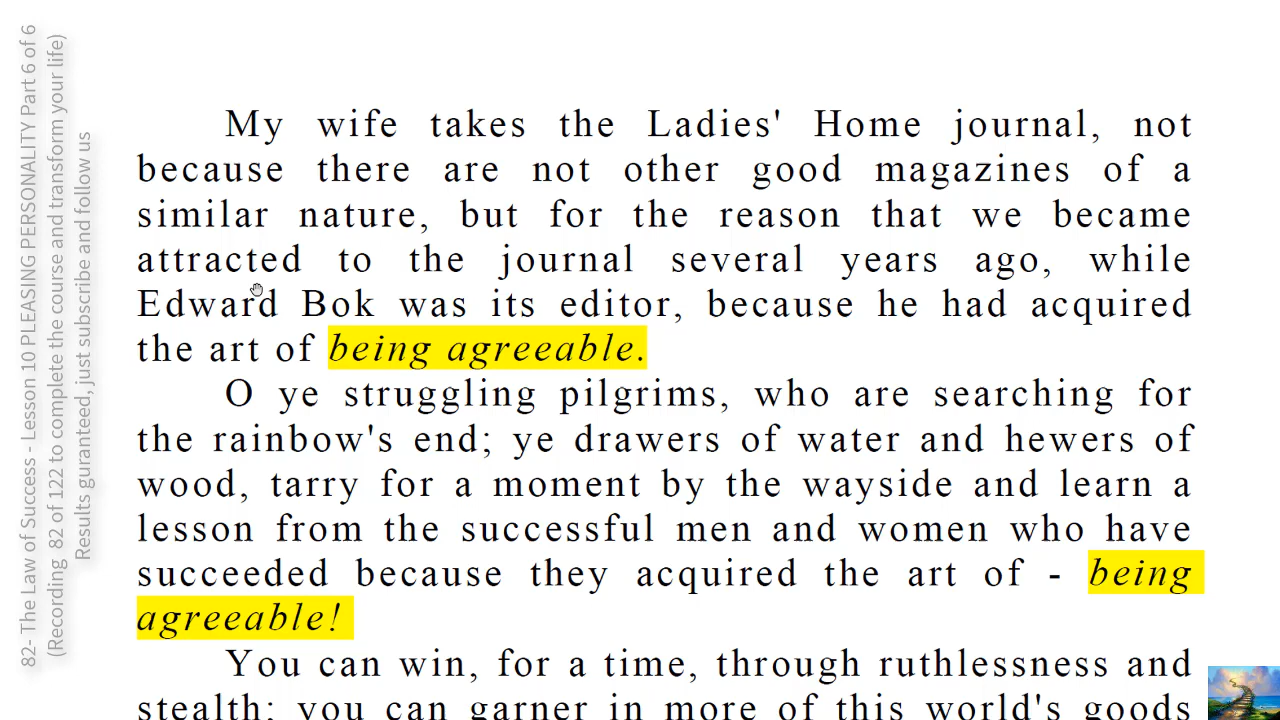 82- The Law of Success - Lesson 10 PLEASING PERSONALITY Part 6 of 6
(Recording 82 of 122 to complete the course and transform your life)
Results guranteed, just subscribe and follow us
My wife takes the Ladies' Home journal, not
because there are not other good magazines of a
similar nature, but for the reason that we became
attracted to the journal several years ago, while
Edward Bok was its editor, because he had acquired
the art of being agreeable.
O ye struggling pilgrims, who are searching for
the rainbow's end; ye drawers of water and hewers of
wood, tarry for a moment by the wayside and learn a
lesson from the successful men and women who have
succeeded because they acquired the art of - being
agreeable!
You can win, for a time, through ruthlessness and
stealth; you can garner in more of this world's goods